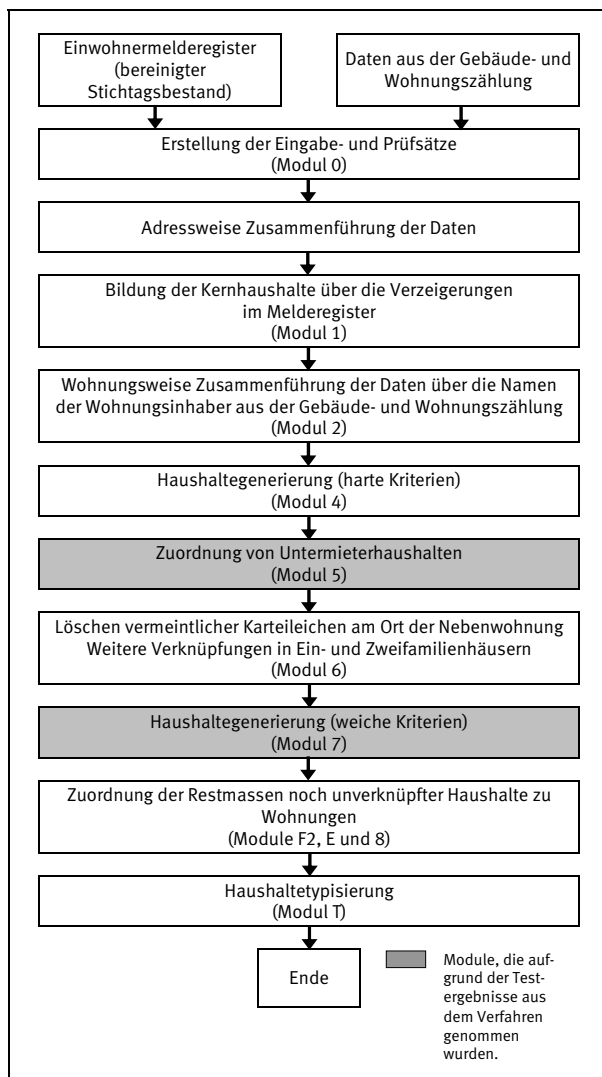 Einwohnermelderegister
(bereinigter
Stichtagsbestand)
Daten aus der Gebäude- und
Wohnungszählung
Erstellung der Eingabe- und Prüfsätze
(Modul 0)
Adressweise Zusammenführung der Daten
Bildung der Kernhaushalte über die Verzeigerungen
im Melderegister
(Modul 1)
Wohnungsweise Zusammenführung der Daten über die Namen
der Wohnungsinhaber aus der Gebäude- und Wohnungszählung
(Modul 2)
Haushaltegenerierung (harte Kriterien)
(Modul 4)
Zuordnung von Untermieterhaushalten
(Modul 5)
Löschen vermeintlicher Karteileichen am Ort der Nebenwohnung
Weitere Verknüpfungen in Ein- und Zweifamilienhäusern
(Modul 6)
Haushaltegenerierung (weiche Kriterien)
(Modul 7)
Zuordnung der Restmassen noch unverknüpfter Haushalte zu
Wohnungen
(Module F2, E und 8)
Haushaltetypisierung
(Modul T)
Ende
Module, die auf-
grund der Test-
ergebnisse aus
dem Verfahren
genommen
wurden.